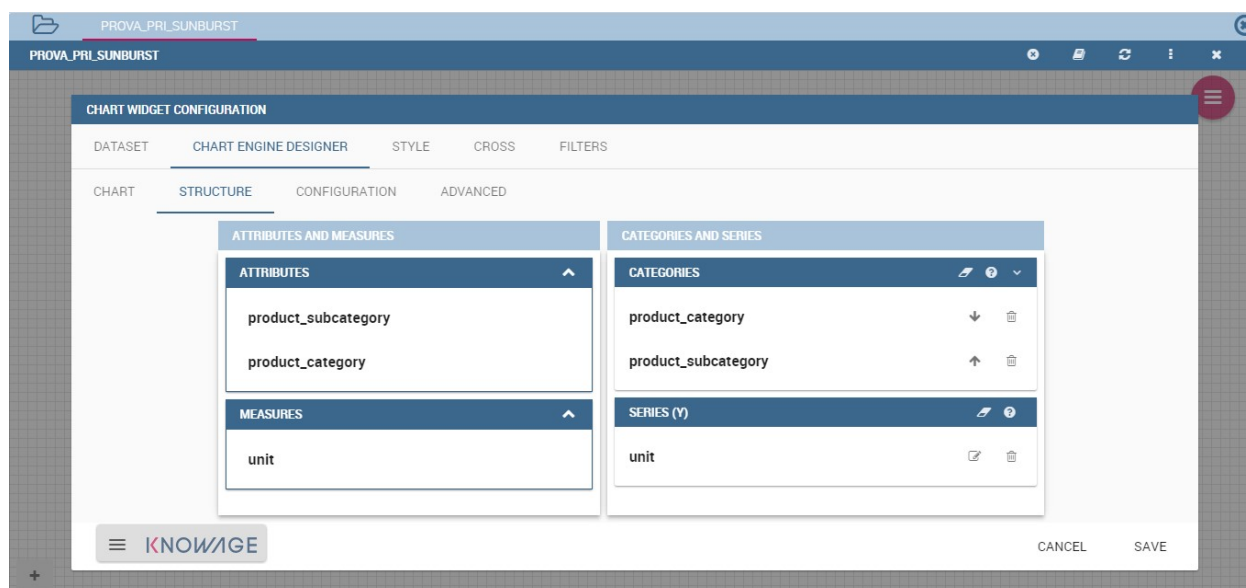 PROVA_PRI_SUNBURST
PROVA_PRI_SUNBURST
CHART WIDGET CONFIGURATION
DATASET CHART ENGINE DESIGNER STYLE CROSS FILTERS
CHART STRUCTURE CONFIGURATION ADVANCED
ATTRIBUTES AND MEASURES
ATTRIBUTES
product_subcategory
product_category
MEASURES
unit
CATEGORIES AND SERIES
CATEGORIES
product_category
product_subcategory
SERIES (Y)
unit
KNOWAGE
CANCEL SAVE